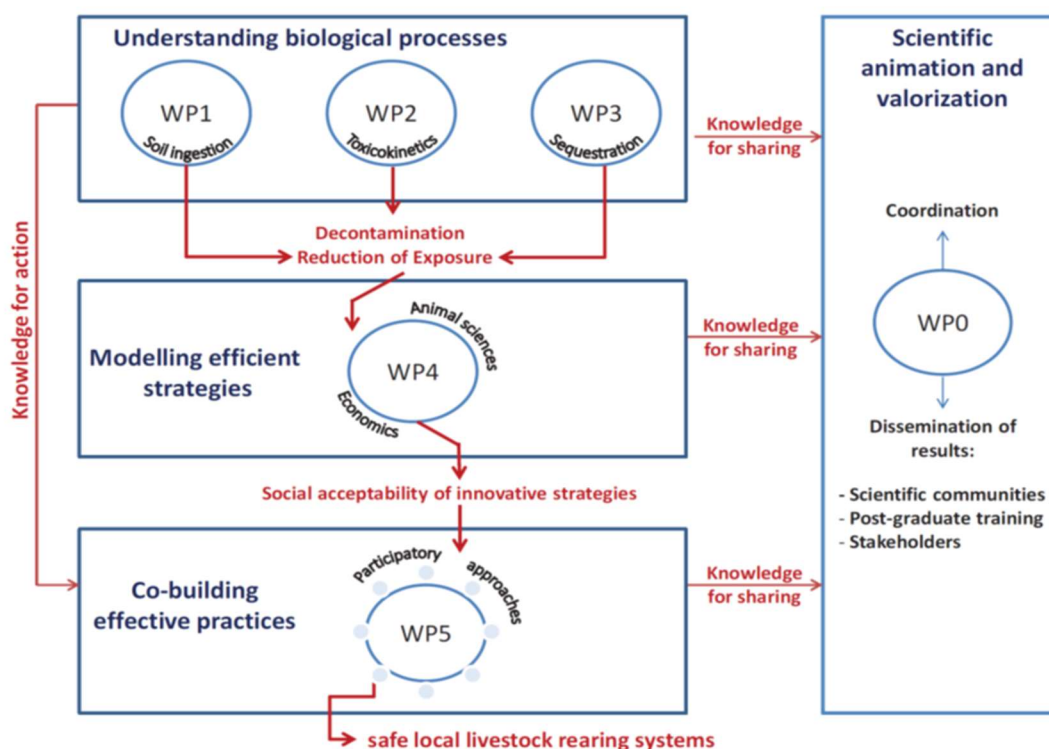 Understanding biological processes
WP1
Soil ingestion
WP2
Toxicokinetics
WP3
Sequestration
Knowledge
for sharing
Decontamination
Reduction of Exposure
Knowledge for action
Modelling efficient
strategies
Animal sciences
WP4
Economics
Knowledge
for sharing
Social acceptability of innovative strategies
Co-building
effective practices
Participatory approaches
WP5
Knowledge
for sharing
safe local livestock rearing systems
Scientific
animation and
valorization
Coordination
WP0
Dissemination of
results:
- Scientific communities
- Post-graduate training
- Stakeholders